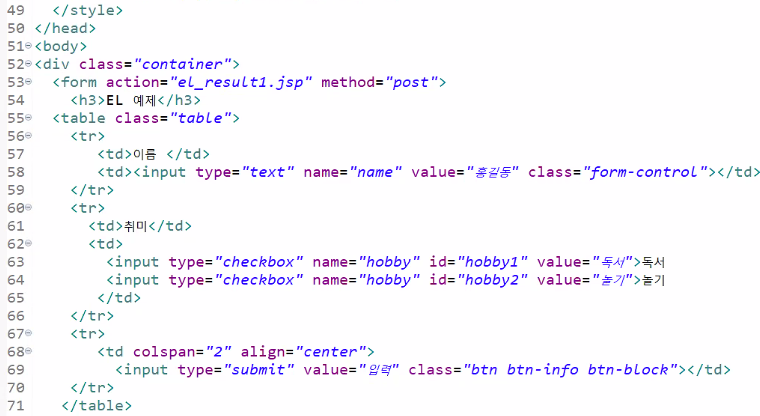 49 </style>
50 </head>
51 <body>
52 <div class="container">
53 <form action="el_result1.jsp" method="post">
54 <h3>EL 예제</h3>
55 <table class="table">
56 <tr>
57 <td>이름 </td>
58 <td><input type="text" name="name" value="홍길동" class="form-control"></td>
59 </tr>
60 <tr>
61 <td>취미</td>
62 <td>
63 <input type="checkbox" name="hobby" id="hobby1" value="독서">독서
64 <input type="checkbox" name="hobby" id="hobby2" value="놀기">놀기
65 </td>
66 </tr>
67 <tr>
68 <td colspan="2" align="center">
69 <input type="submit" value="입력" class="btn btn-info btn-block"></td>
70 </tr>
71 </table>